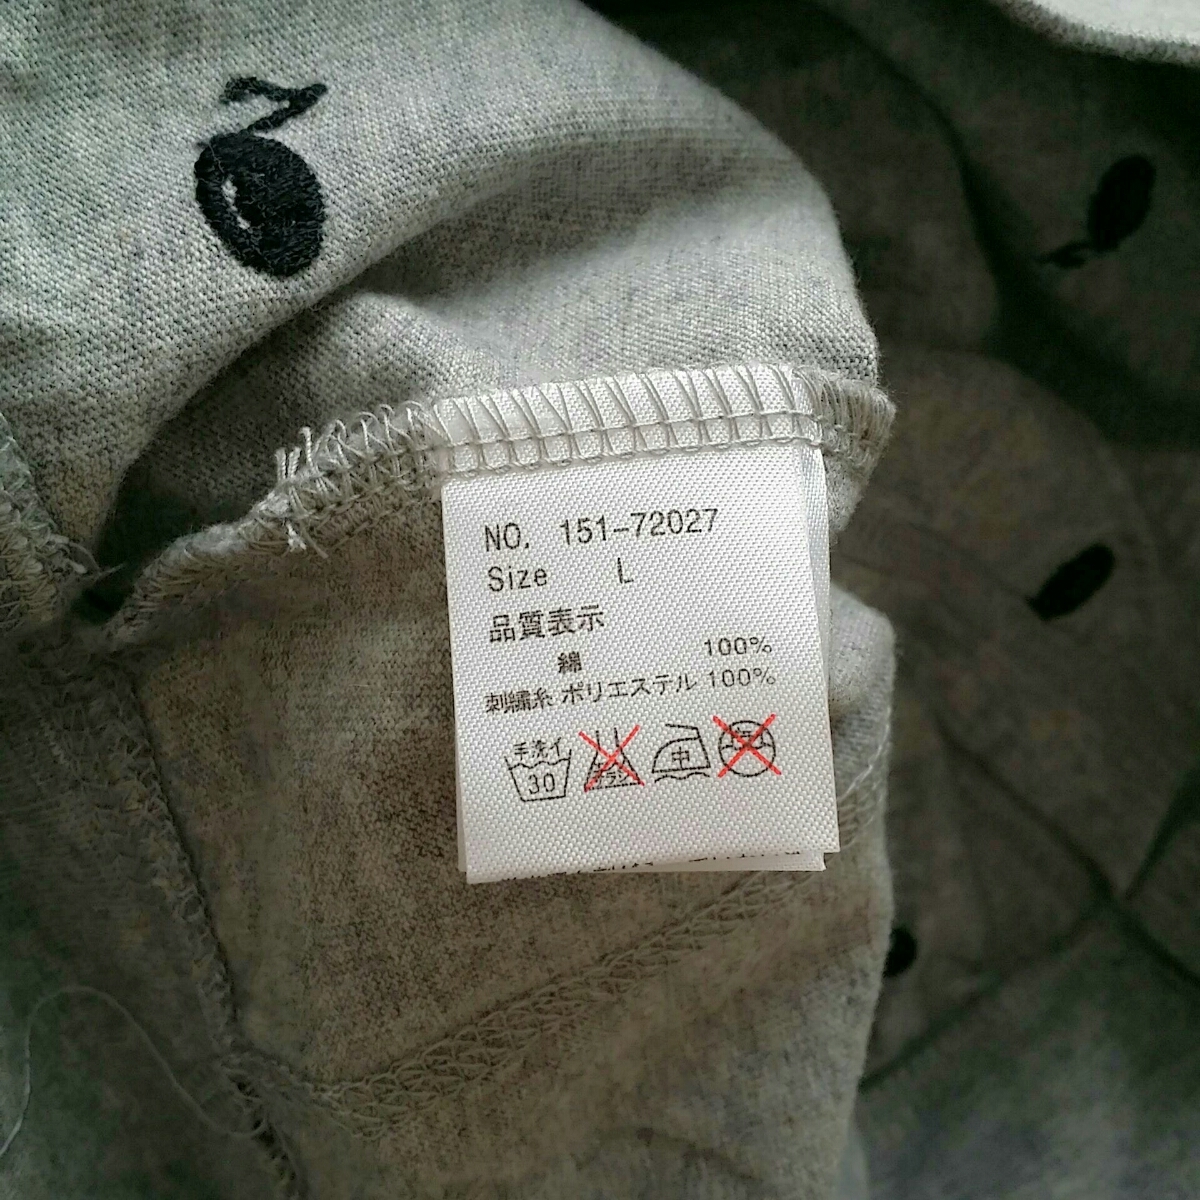 NO. 151-72027
Size L
品質表示
綿 100%
刺繍糸 ポリエステル 100%
手洗イ 30 中